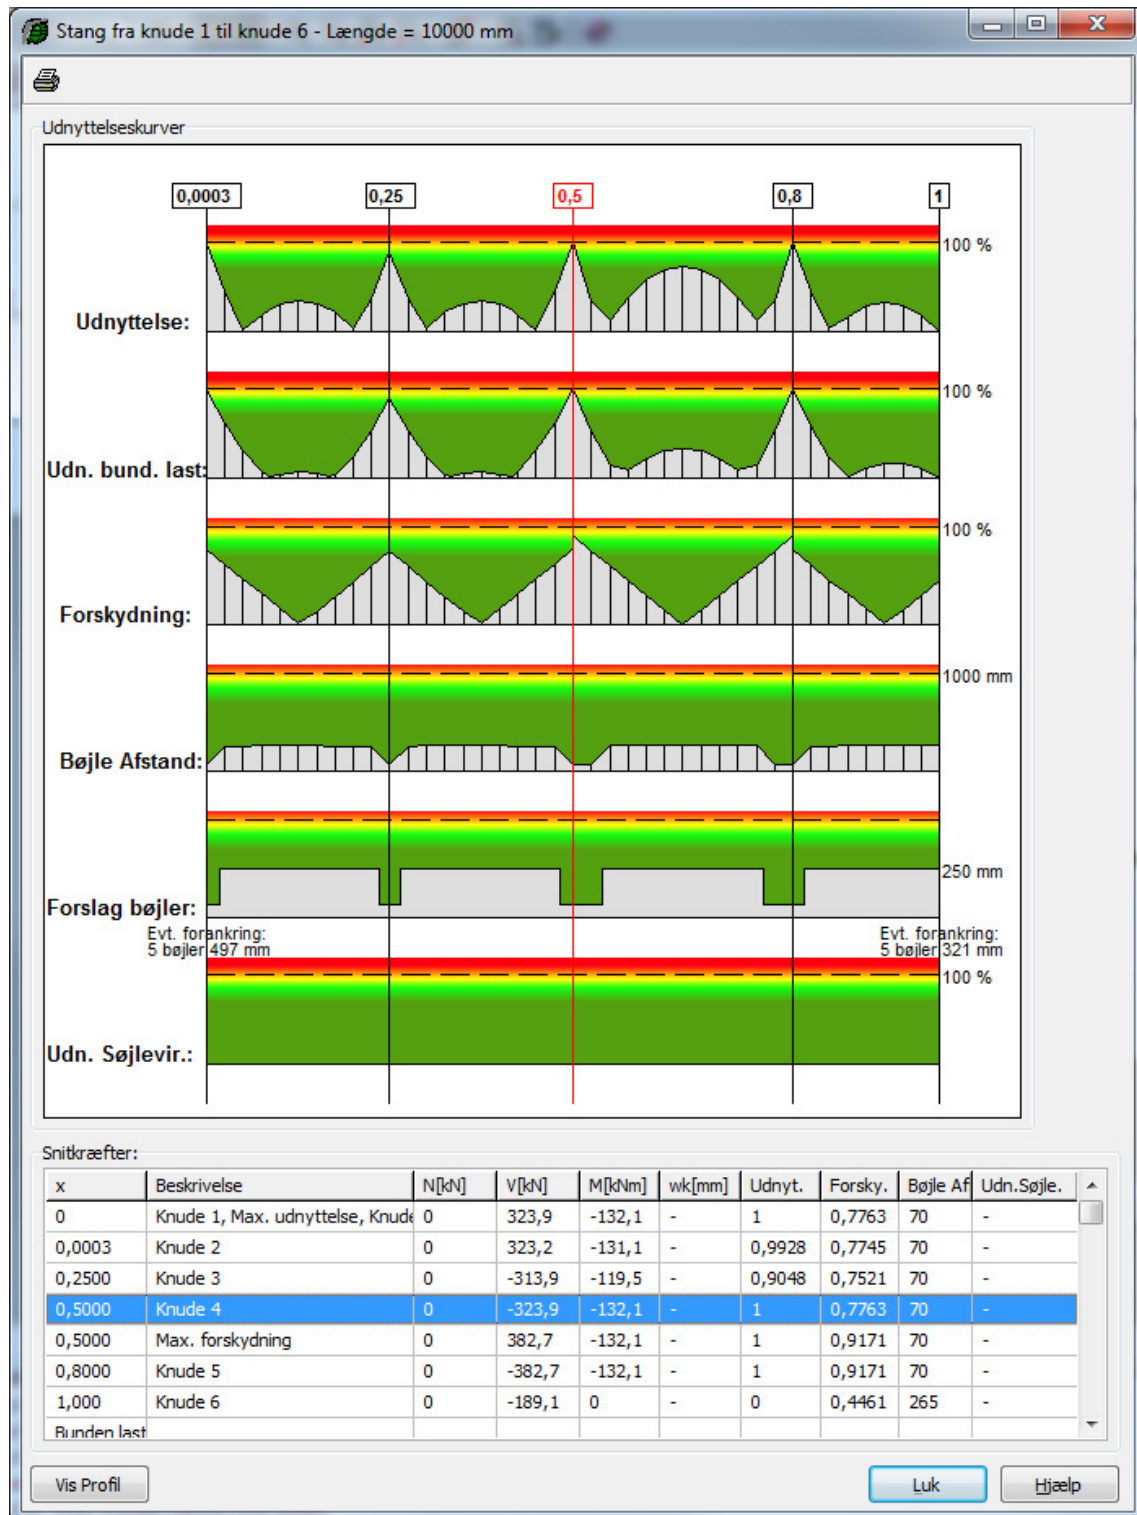 Stang fra knude 1 til knude 6 - Længde = 10000 mm
Udnyttelseskurver
0,0003 0,25 0,5 0,8 1
100 %
Udnyttelse:
100 %
Udn. bund. last:
100 %
Forskydning:
1000 mm
Bøjle Afstand:
250 mm
Forslag bøjler:
Evt. forankring: Evt. forankring:
5 bøjler 497 mm 5 bøjler 321 mm
100 %
Udn. Søjlevir.:
Snitkræfter:
x Beskrivelse N[kN] V[kN] M[kNm] wk[mm] Udnyt. Forsky. Bøjle Af Udn.Søjle.
0 Knude 1, Max. udnyttelse, Knude 0 323,9 -132,1 - 1 0,7763 70 -
0,0003 Knude 2 0 323,2 -131,1 - 0,9928 0,7745 70 -
0,2500 Knude 3 0 -313,9 -119,5 - 0,9048 0,7521 70 -
0,5000 Knude 4 0 -323,9 -132,1 - 1 0,7763 70 -
0,5000 Max. forskydning 0 382,7 -132,1 - 1 0,9171 70 -
0,8000 Knude 5 0 -382,7 -132,1 - 1 0,9171 70 -
1,000 Knude 6 0 -189,1 0 - 0 0,4461 265 -
Bunden last
Vis Profil Luk Hjælp